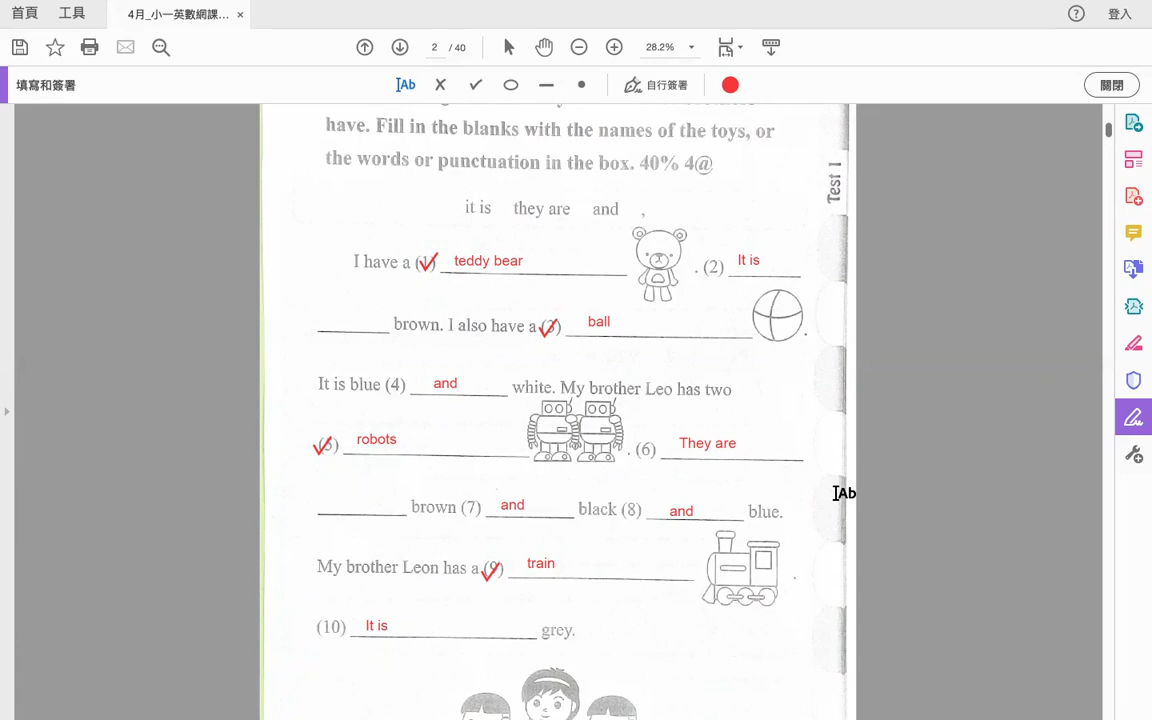 首頁 工具 4月_小一英數網課... × ? 登入
2 / 40 28.2%
填寫和簽署 Ab 自行簽署 關閉
have. Fill in the blanks with the names of the toys, or
the words or punctuation in the box. 40% 4@
Test 1
it is they are and ,
I have a (1) teddy bear . (2) It is
brown. I also have a (3) ball .
It is blue (4) and white. My brother Leo has two
(5) robots . (6) They are
Ab
brown (7) and black (8) and blue.
My brother Leon has a (9) train .
(10) It is grey.